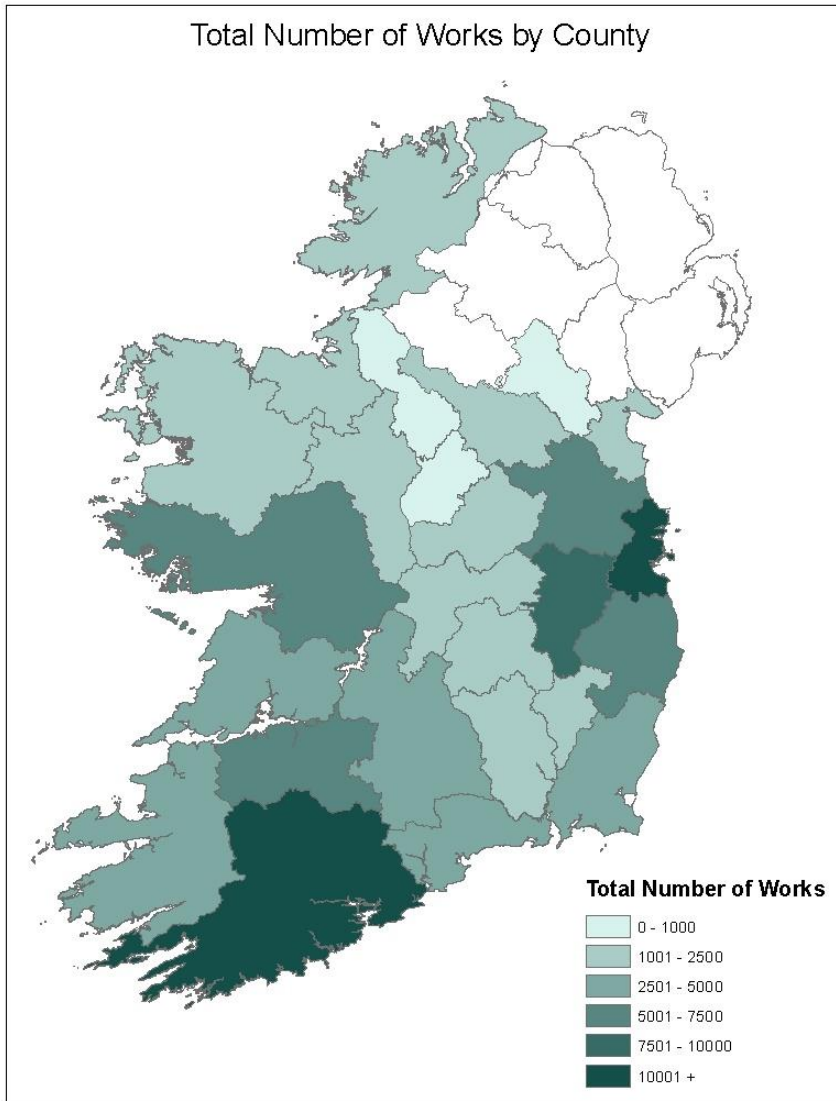 Total Number of Works by County
Total Number of Works
0 - 1000
1001 - 2500
2501 - 5000
5001 - 7500
7501 - 10000
10001 +